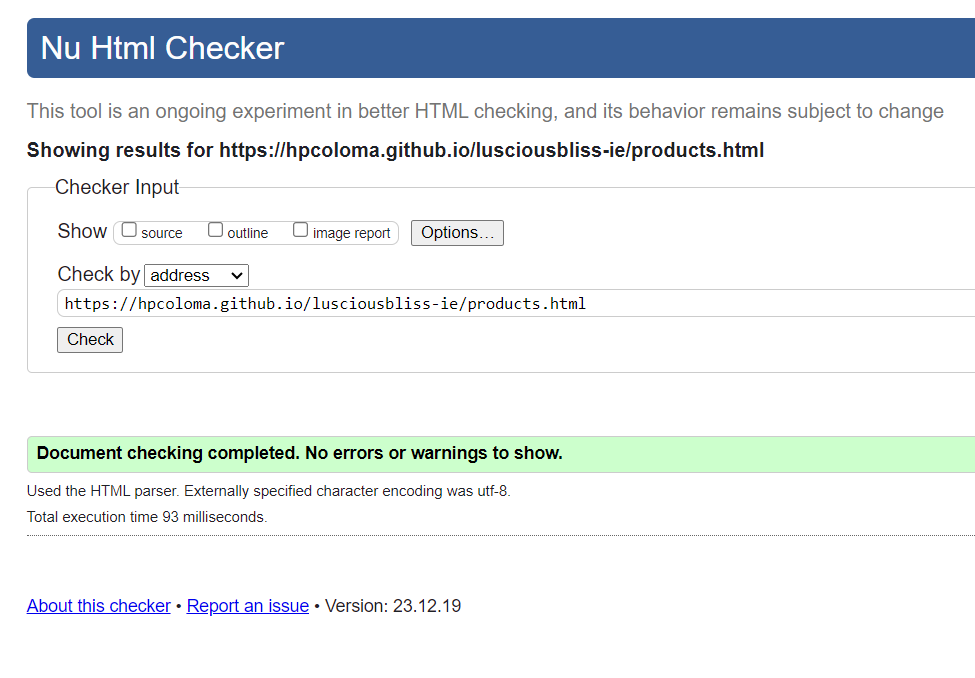 Nu Html Checker
This tool is an ongoing experiment in better HTML checking, and its behavior remains subject to change
Showing results for https://hpcoloma.github.io/lusciousbliss-ie/products.html
Checker Input
Show source outline image report Options...
Check by address
https://hpcoloma.github.io/lusciousbliss-ie/products.html
Check
Document checking completed. No errors or warnings to show.
Used the HTML parser. Externally specified character encoding was utf-8.
Total execution time 93 milliseconds.
About this checker • Report an issue • Version: 23.12.19